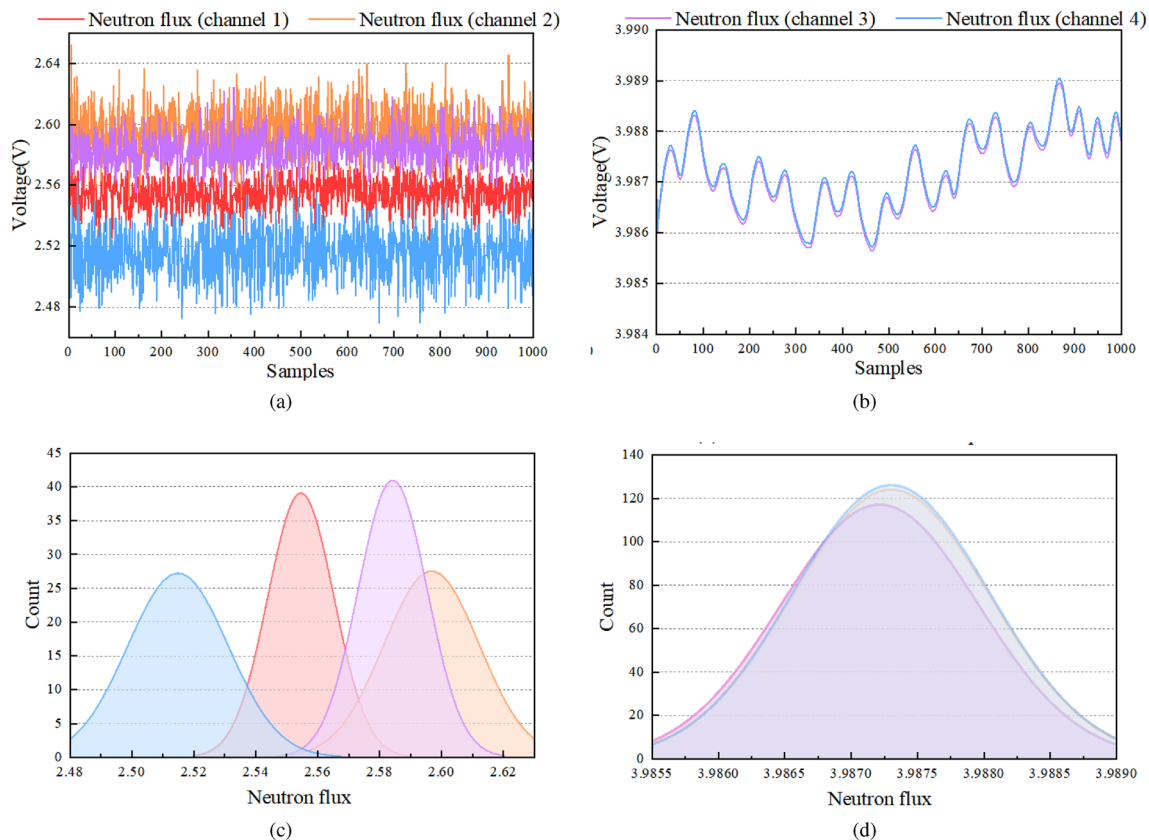 Neutron flux (channel 1) Neutron flux (channel 2)
Voltage(V)
2.64
2.60
2.56
2.52
2.48
0 100 200 300 400 500 600 700 800 900 1000
Samples
(a)
Neutron flux (channel 3) Neutron flux (channel 4)
Voltage(V)
3.990
3.989
3.988
3.987
3.986
3.985
3.984
0 100 200 300 400 500 600 700 800 900 1000
Samples
(b)
Count
45
40
35
30
25
20
15
10
5
0
2.48 2.50 2.52 2.54 2.56 2.58 2.60 2.62
Neutron flux
(c)
Count
140
120
100
80
60
40
20
0
3.9855 3.9860 3.9865 3.9870 3.9875 3.9880 3.9885 3.9890
Neutron flux
(d)